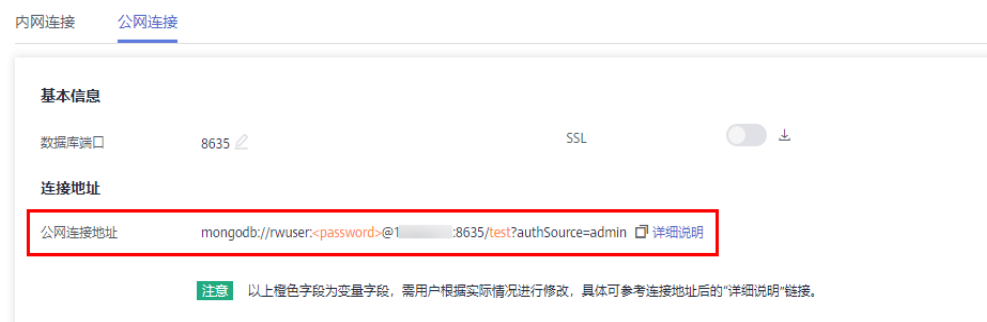 内网连接 公网连接
基本信息
数据库端口 8635 SSL
连接地址
公网连接地址 mongodb://rwuser:<password>@1 :8635/test?authSource=admin 详细说明
注意 以上橙色字段为变量字段，需用户根据实际情况进行修改，具体可参考连接地址后的“详细说明”链接。